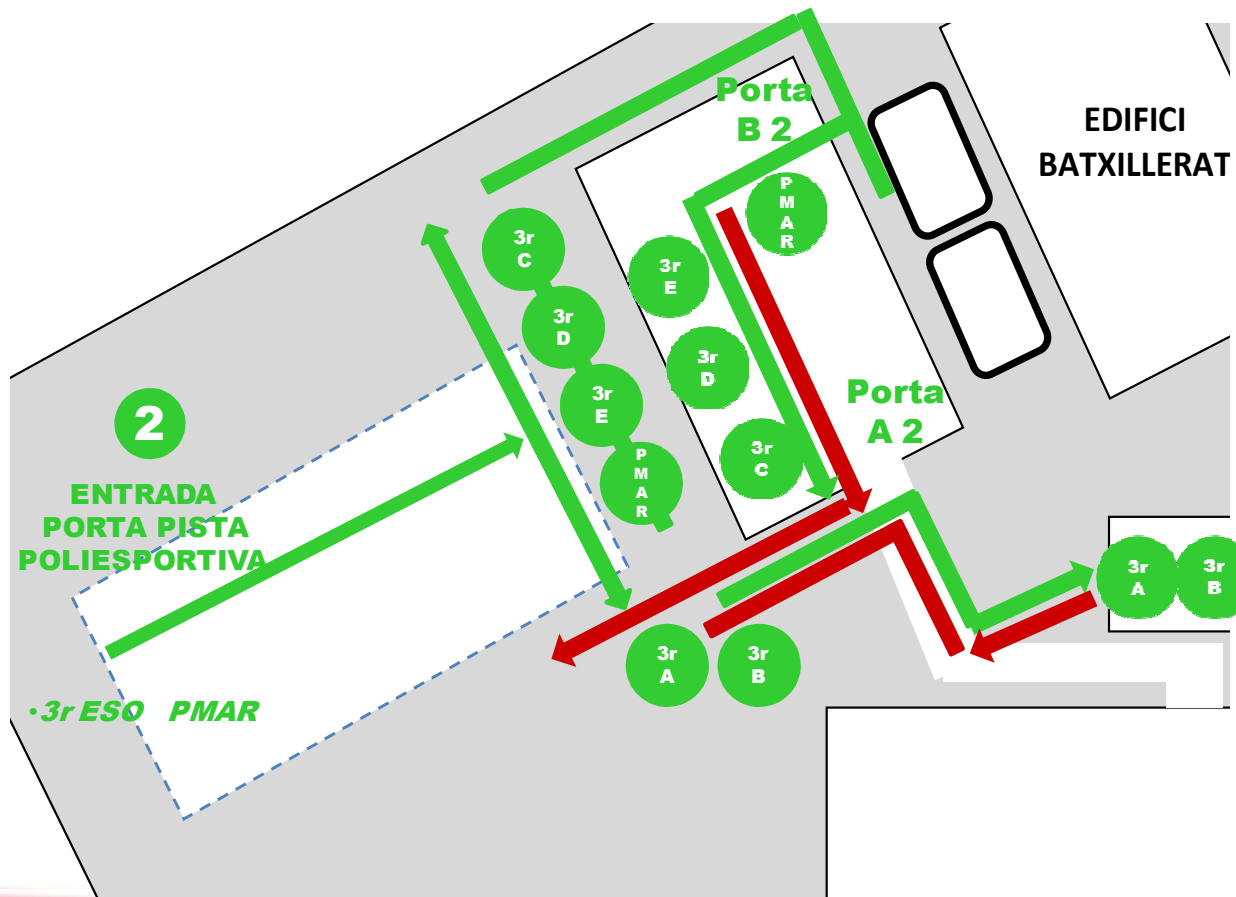 Porta
B 2
EDIFICI
BATXILLERAT
P
M
A
R
3r
C
3r
E
3r
D
3r
D
3r
E
Porta
A 2
2
3r
C
P
M
A
R
ENTRADA
PORTA PISTA
POLIESPORTIVA
3r
A
3r
B
3r
A
3r
B
•3r ESO PMAR